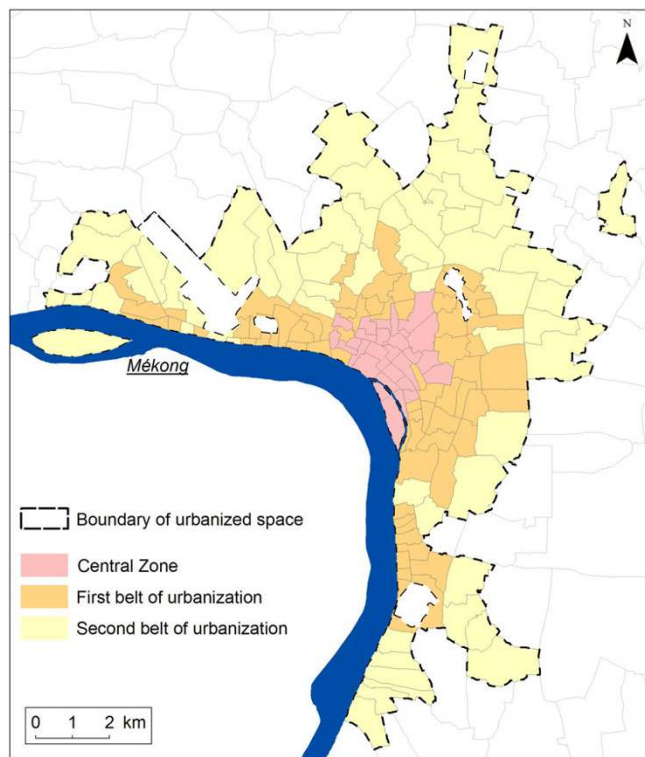 N
Mékong
Boundary of urbanized space
Central Zone
First belt of urbanization
Second belt of urbanization
0 1 2 km